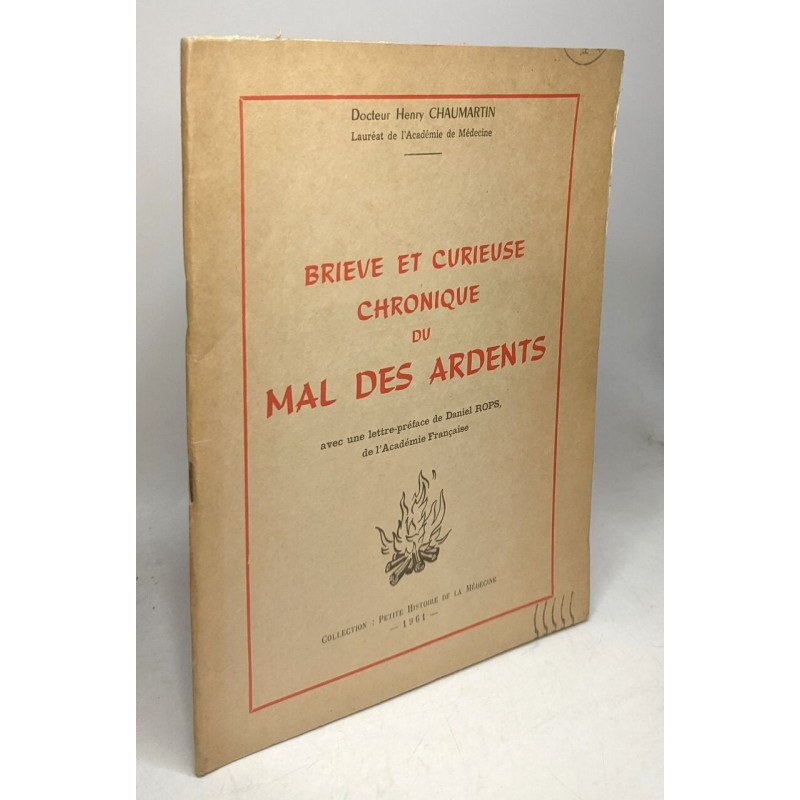 Docteur Henry CHAUMARTIN
Lauréat de l'Académie de Médecine
BRIEVE ET CURIEUSE
CHRONIQUE
DU
MAL DES ARDENTS
avec une lettre-préface de Daniel ROPS,
de l'Académie Française
COLLECTION : PETITE HISTOIRE DE LA MÉDECINE
— 1961 —